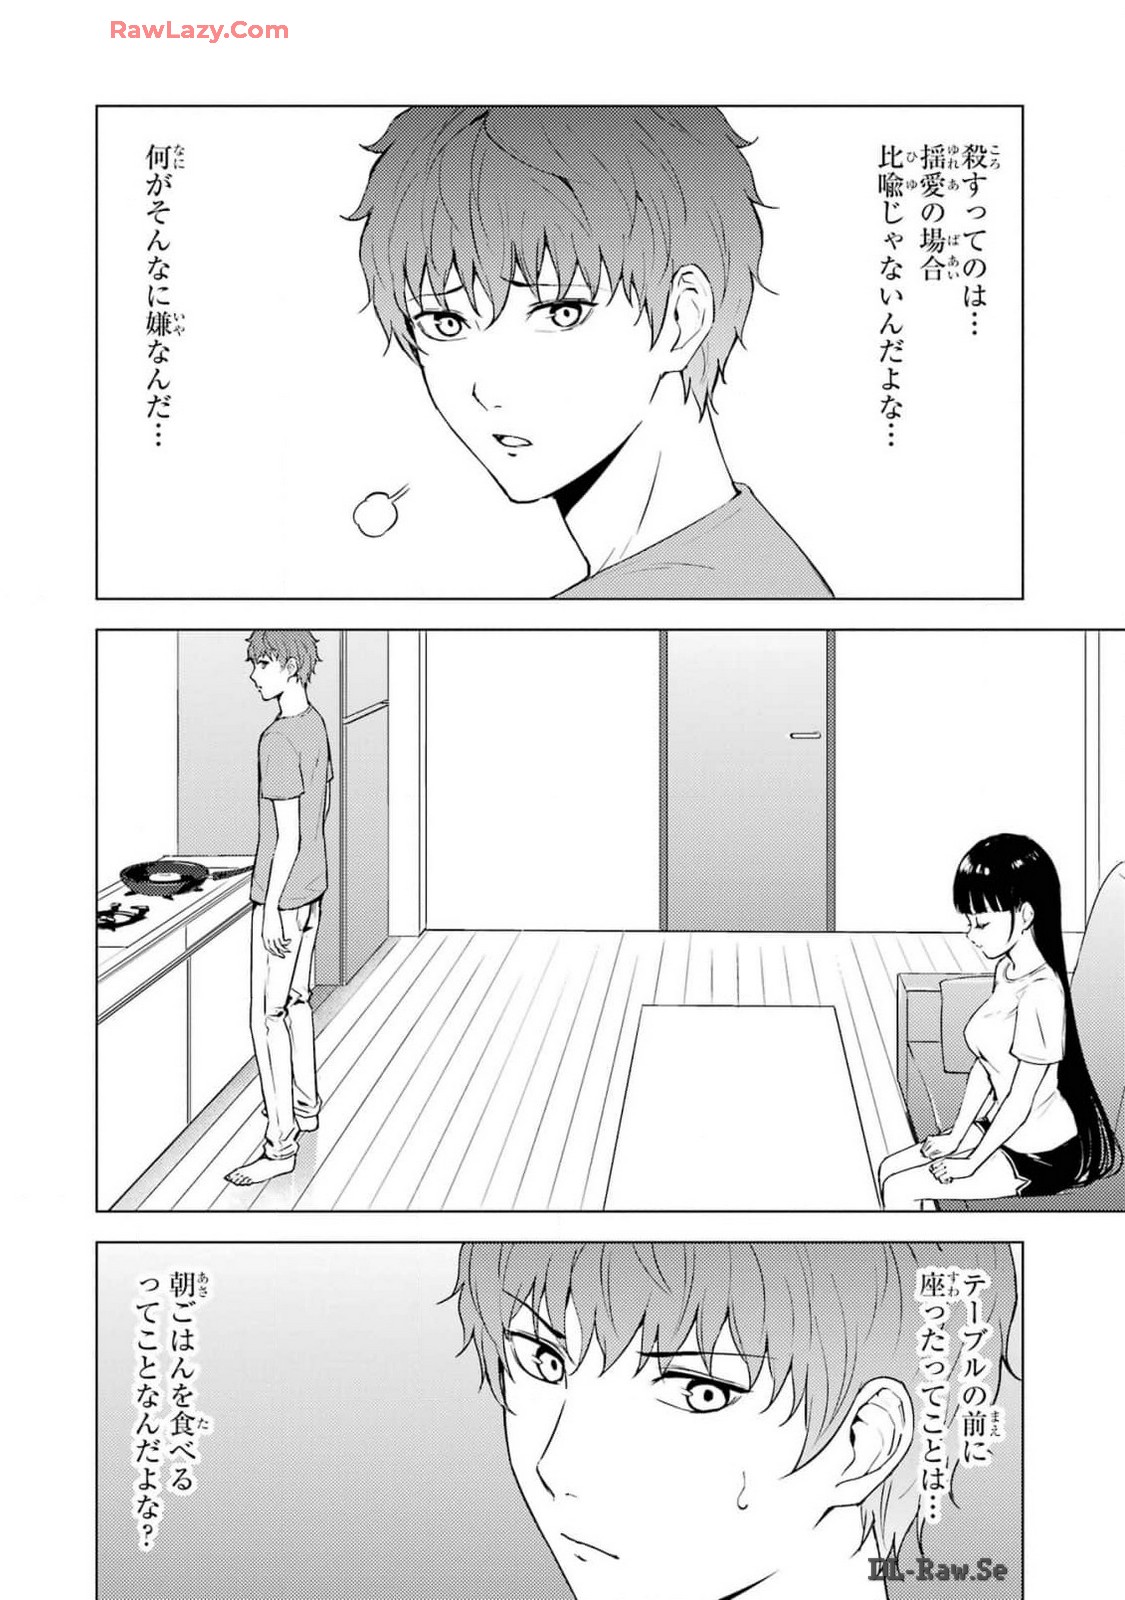 RawLazy.Com
殺すってのは…
揺愛の場合
比喩じゃないんだよな…
何がそんなに嫌なんだ…
テーブルの前に
座ったってことは…
朝ごはんを食べる
ってことなんだよな?
DL-Raw.Se